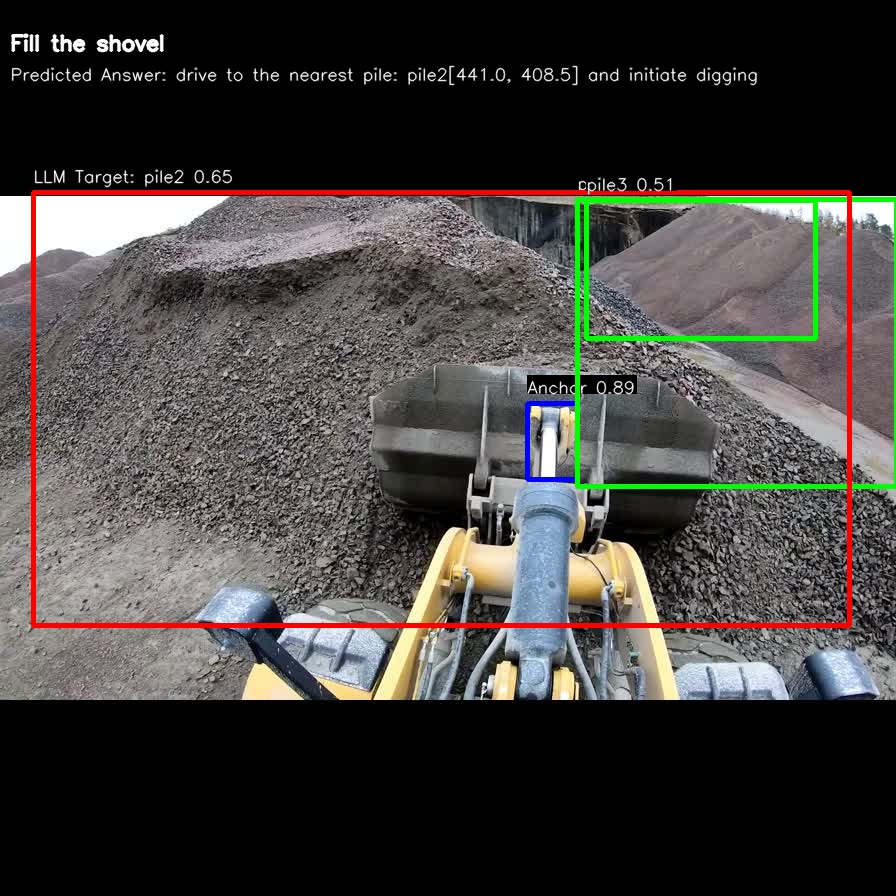 Fill the shovel
Predicted Answer: drive to the nearest pile: pile2[441.0, 408.5] and initiate digging
LLM Target: pile2 0.65
ppile3 0.51
Anchor 0.89